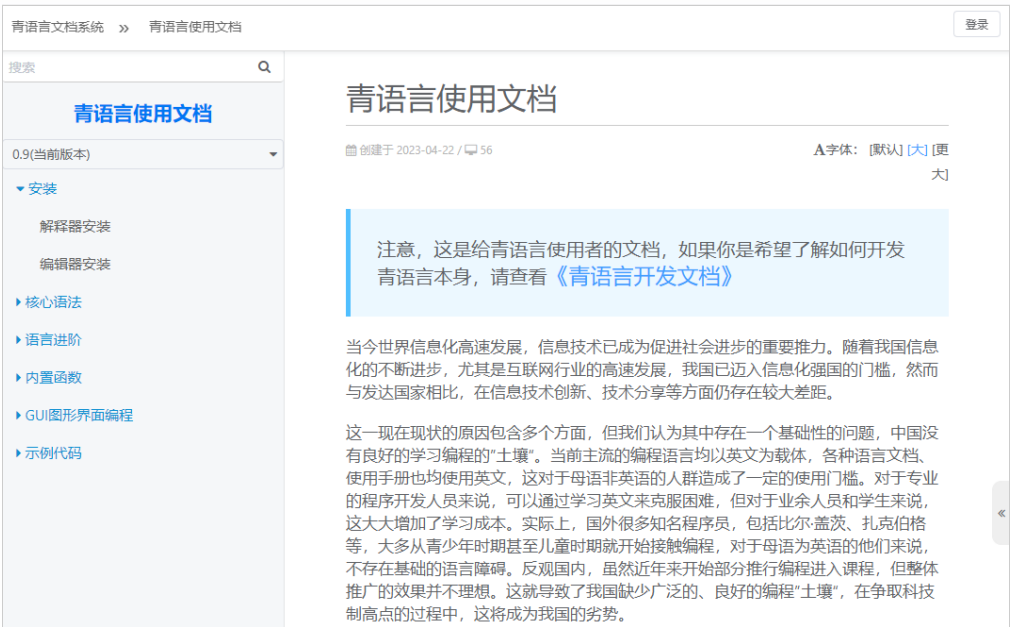 青语言文档系统 » 青语言使用文档
登录
搜索
青语言使用文档
0.9(当前版本)
安装
解释器安装
编辑器安装
核心语法
语言进阶
内置函数
GUI图形界面编程
示例代码
青语言使用文档
创建于 2023-04-22 / 56
A字体： [默认] [大] [更
大]
注意，这是给青语言使用者的文档，如果你是希望了解如何开发
青语言本身，请查看《青语言开发文档》
当今世界信息化高速发展，信息技术已成为促进社会进步的重要推力。随着我国信息
化的不断进步，尤其是互联网行业的高速发展，我国已迈入信息化强国的门槛，然而
与发达国家相比，在信息技术创新、技术分享等方面仍存在较大差距。
这一现在现状的原因包含多个方面，但我们认为其中存在一个基础性的问题，中国没
有良好的学习编程的"土壤"。当前主流的编程语言均以英文为载体，各种语言文档、
使用手册也均使用英文，这对于母语非英语的人群造成了一定的使用门槛。对于专业
的程序开发人员来说，可以通过学习英文来克服困难，但对于业余人员和学生来说，
这大大增加了学习成本。实际上，国外很多知名程序员，包括比尔·盖茨、扎克伯格
等，大多从青少年时期甚至儿童时期就开始接触编程，对于母语为英语的他们来说，
不存在基础的语言障碍。反观国内，虽然近年来开始部分推行编程进入课程，但整体
推广的效果并不理想。这就导致了我国缺少广泛的、良好的编程"土壤"，在争取科技
制高点的过程中，这将成为我国的劣势。
«